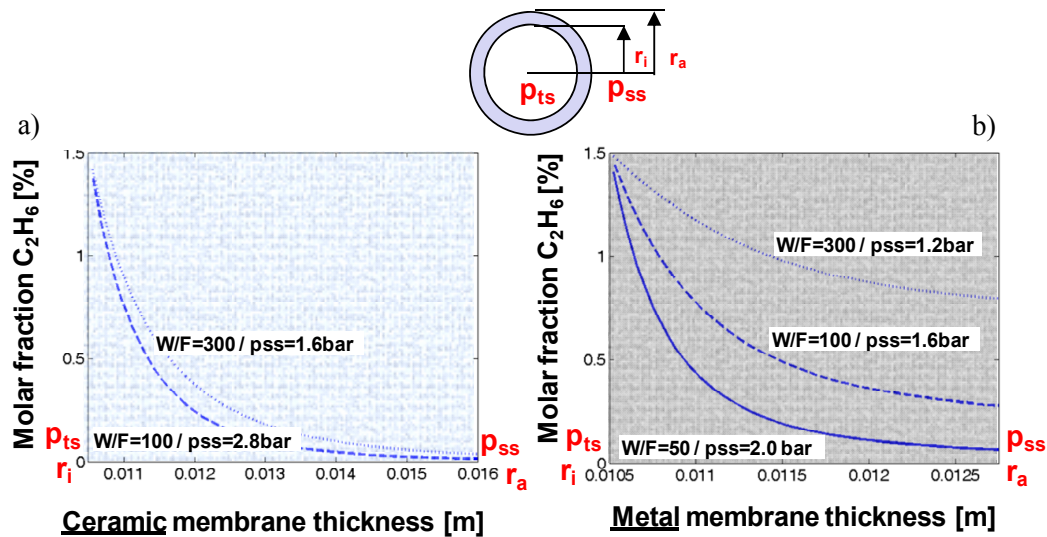 r_i
r_a
p_ts
p_ss
a)
b)
Molar fraction C₂H₆ [%]
1.5
1
0.5
0
W/F=300 / pss=1.6bar
W/F=100 / pss=2.8bar
p_ts
r_i
p_ss
r_a
0.011
0.012
0.013
0.014
0.015
0.016
Ceramic membrane thickness [m]
Molar fraction C₂H₆ [%]
1.5
1
0.5
0
W/F=300 / pss=1.2bar
W/F=100 / pss=1.6bar
W/F=50 / pss=2.0 bar
p_ts
r_i
p_ss
r_a
0.0105
0.011
0.0115
0.012
0.0125
Metal membrane thickness [m]